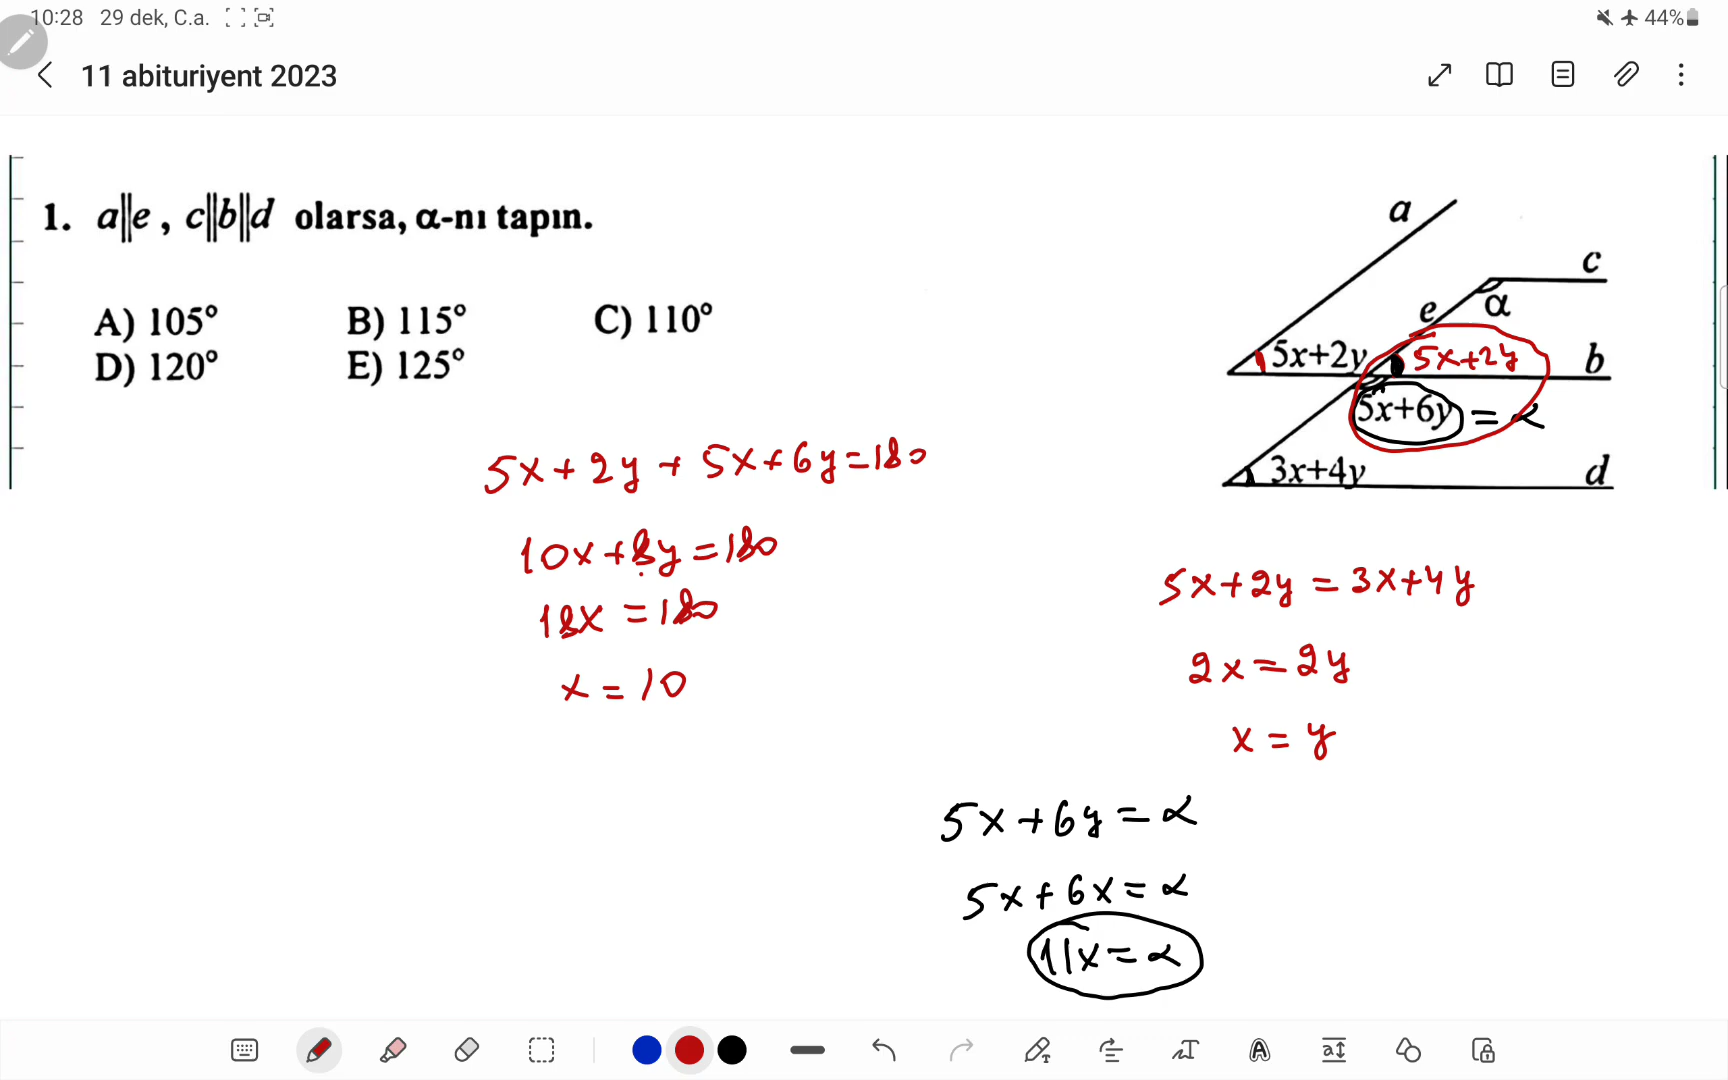 10:28 29 dek, C.a. 44%
11 abituriyent 2023
1. a||e , c||b||d olarsa, α-nı tapın.
A) 105° B) 115° C) 110°
D) 120° E) 125°
a
c
e α
5x+2y 5x+2y b
5x+6y = α
3x+4y d
5x+2y + 5x+6y=180
10x+8y=180
18x=180
x=10
5x+2y=3x+4y
2x=2y
x=y
5x+6y=α
5x+6x=α
11x=α